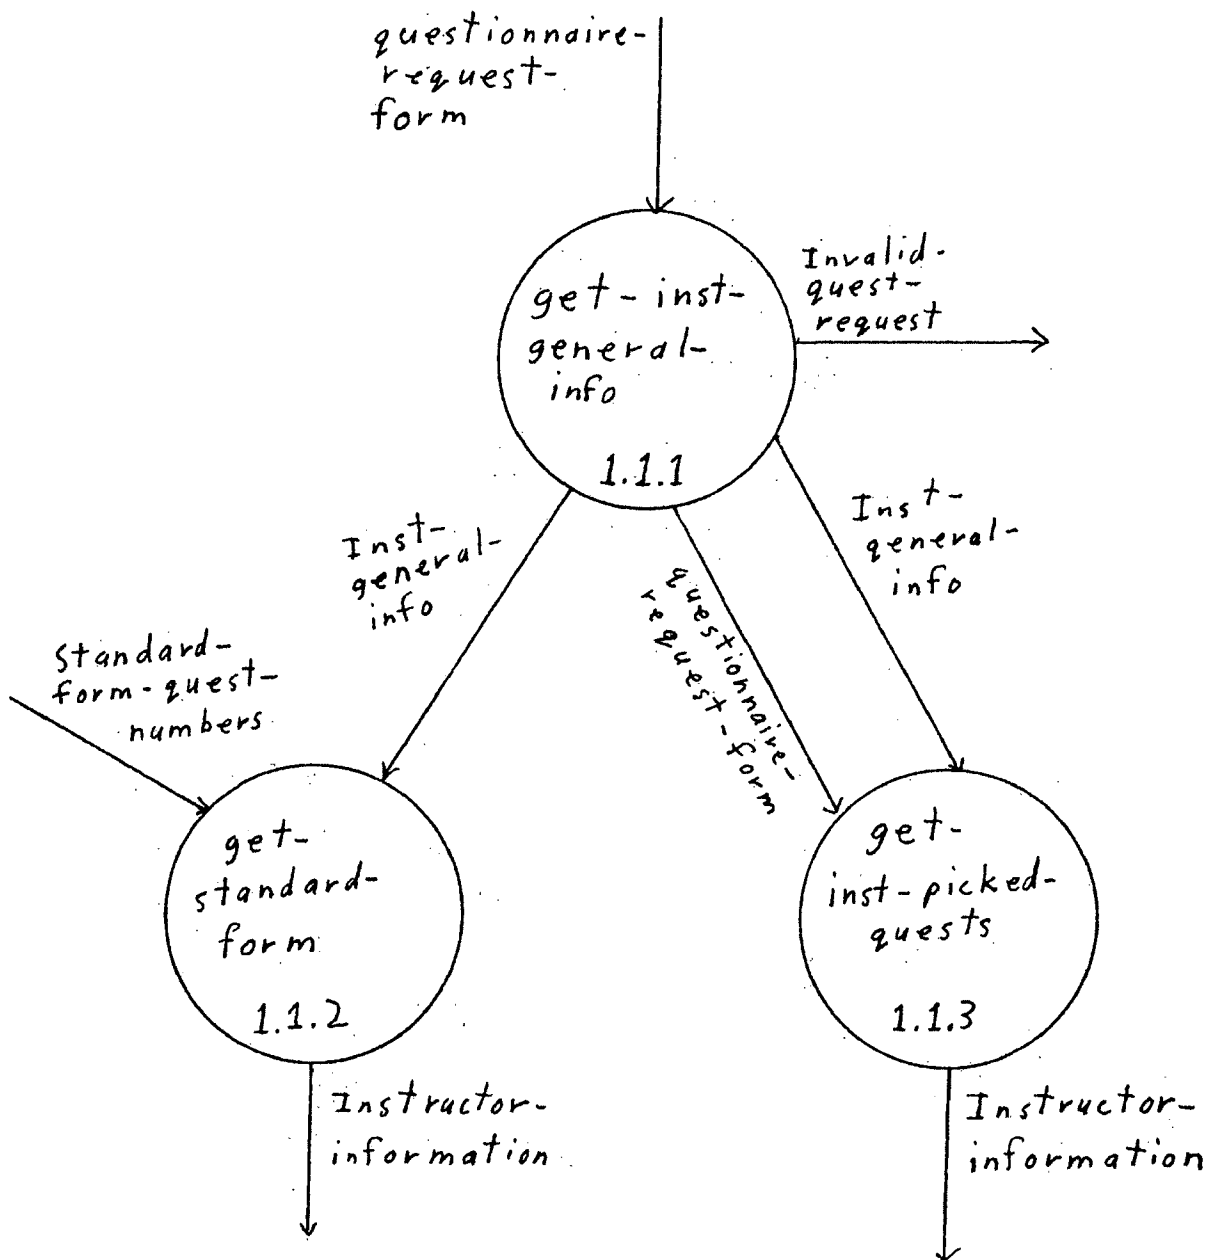 questionnaire-
request-
form
Invalid-
quest-
request
get-inst-
general-
info
1.1.1
Inst-
general-
info
questionnaire-
request-form
Inst-
general-
info
Standard-
form-quest-
numbers
get-
standard-
form
1.1.2
get-
inst-picked-
quests
1.1.3
Instructor-
information
Instructor-
information